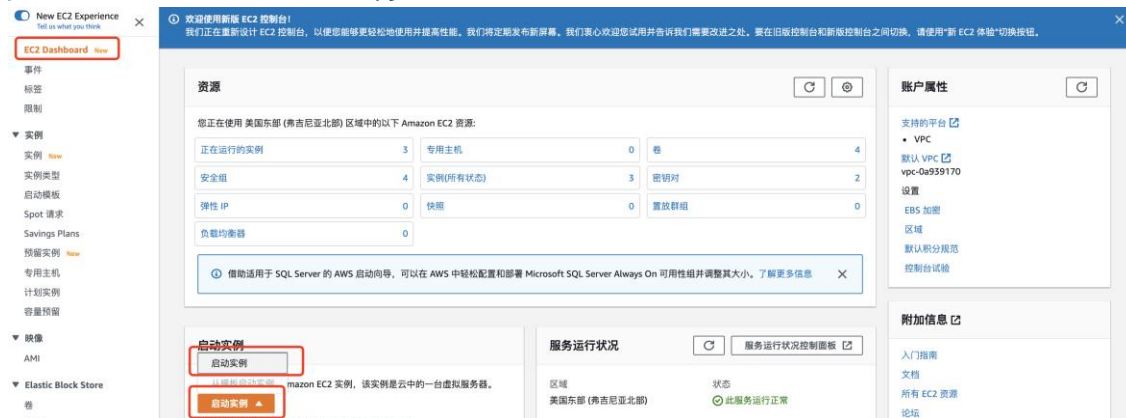 New EC2 Experience
Tell us what you think
EC2 Dashboard New
事件
标签
限制
实例
实例 New
实例类型
启动模板
Spot 请求
Savings Plans
预留实例 New
专用主机
计划实例
容量预留
映像
AMI
Elastic Block Store
卷
欢迎使用新版 EC2 控制台!
我们正在重新设计 EC2 控制台，以便您能够更轻松地使用并提高性能。我们将定期发布新屏幕。我们衷心欢迎您试用并告诉我们需要改进之处。要在旧版控制台和新版控制台之间切换，请使用“新 EC2 体验”切换按钮。
资源
您正在使用 美国东部 (弗吉尼亚北部) 区域中的以下 Amazon EC2 资源:
正在运行的实例 3 专用主机 0 卷 4
安全组 4 实例(所有状态) 3 密钥对 2
弹性 IP 0 快照 0 置放群组 0
负载均衡器 0
借助适用于 SQL Server 的 AWS 启动向导，可以在 AWS 中轻松配置和部署 Microsoft SQL Server Always On 可用性组并调整其大小。了解更多信息
启动实例
启动实例
从模板启动实例 mazon EC2 实例，该实例是云中的一台虚拟服务器。
启动实例
服务运行状况
服务运行状况控制面板
区域 状态
美国东部 (弗吉尼亚北部) 此服务运行正常
账户属性
支持的平台
VPC
默认 VPC
vpc-0a939170
设置
EBS 加密
区域
默认积分规范
控制台试验
附加信息
入门指南
文档
所有 EC2 资源
论坛